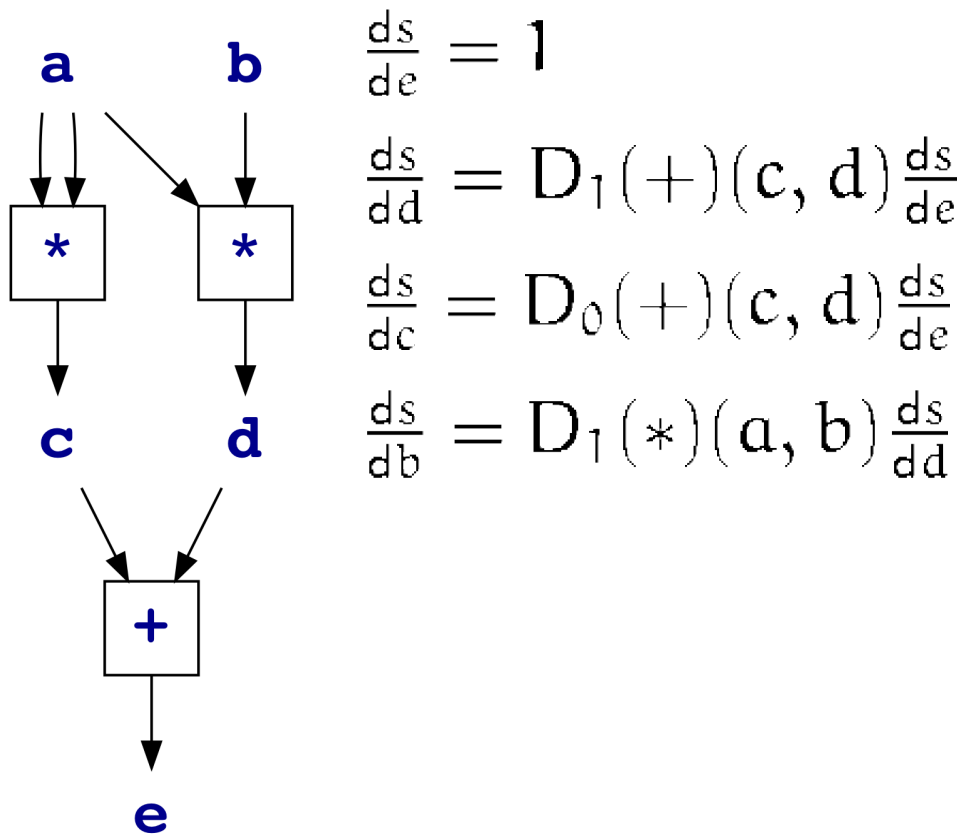 a b
* *
c d
+
e
ds/de = 1
ds/dd = D₁(+)(c, d) ds/de
ds/dc = D₀(+)(c, d) ds/de
ds/db = D₁(*)(a, b) ds/dd